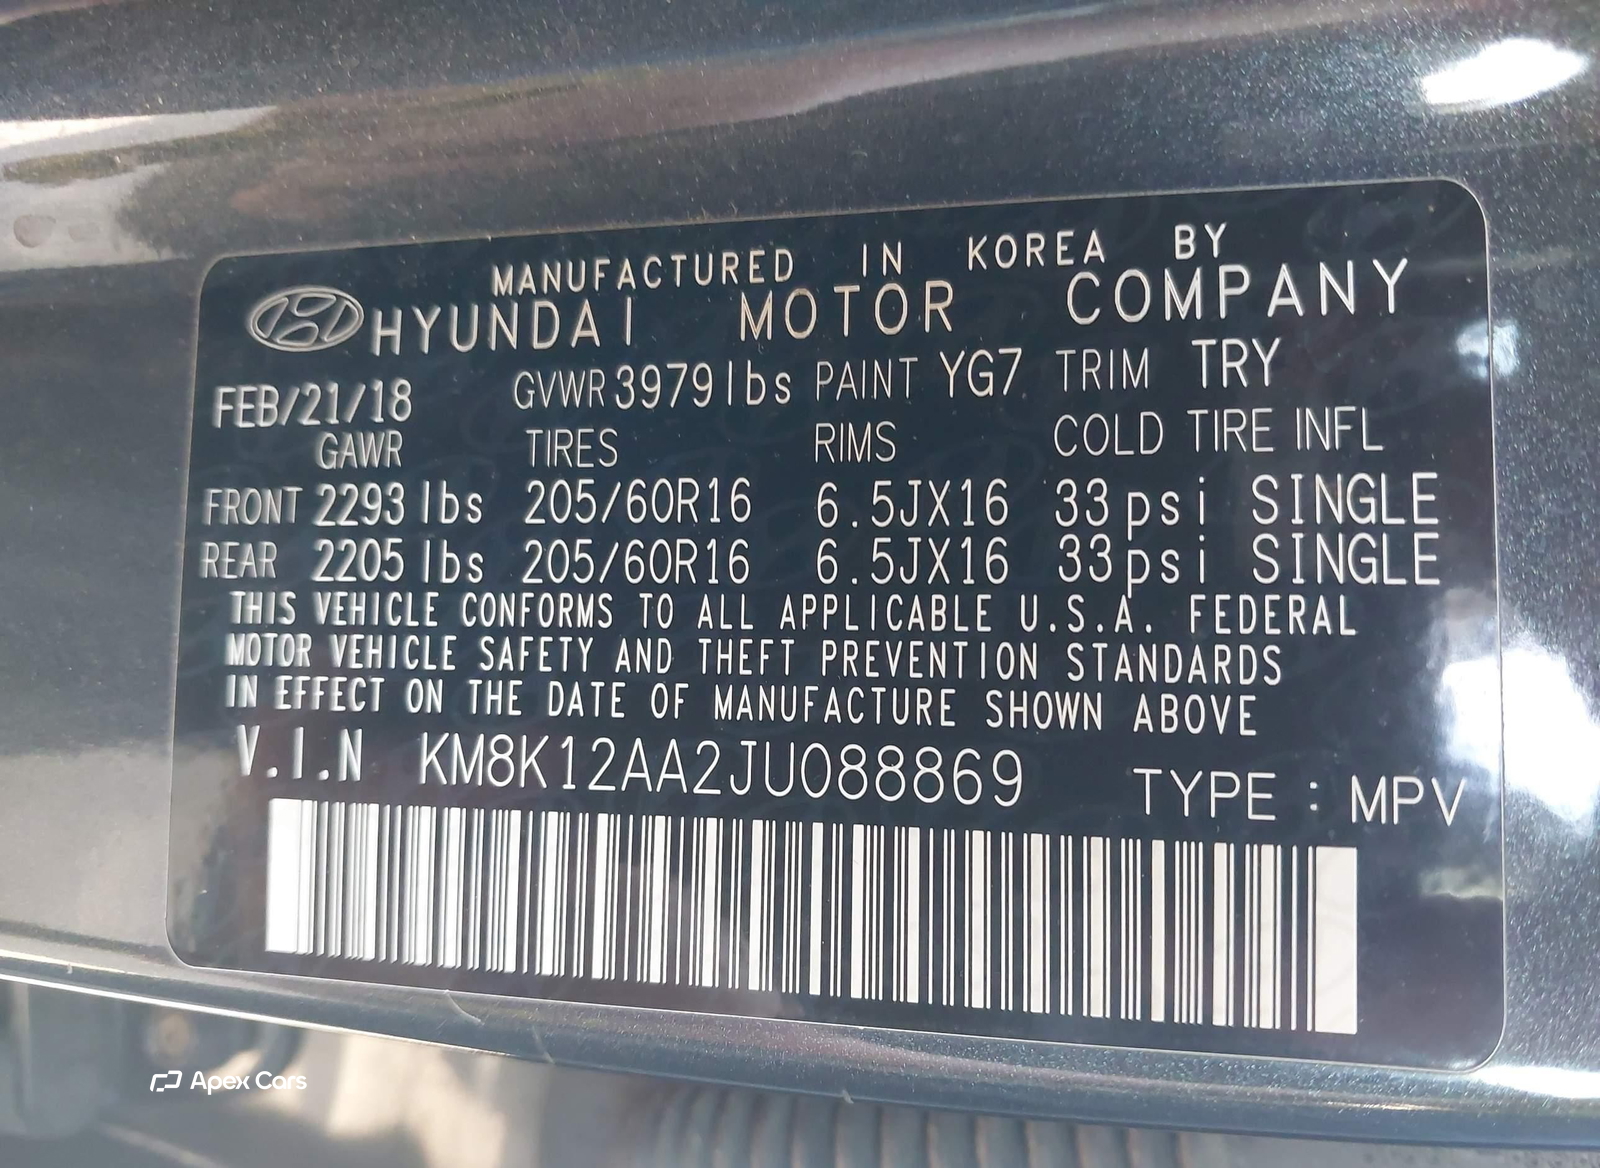 MANUFACTURED IN KOREA BY
HYUNDAI MOTOR COMPANY
FEB/21/18 GVWR 3979lbs PAINT YG7 TRIM TRY
GAWR TIRES RIMS COLD TIRE INFL
FRONT 2293 lbs 205/60R16 6.5JX16 33psi SINGLE
REAR 2205 lbs 205/60R16 6.5JX16 33psi SINGLE
THIS VEHICLE CONFORMS TO ALL APPLICABLE U.S.A. FEDERAL
MOTOR VEHICLE SAFETY AND THEFT PREVENTION STANDARDS
IN EFFECT ON THE DATE OF MANUFACTURE SHOWN ABOVE
V.I.N KM8K12AA2JU088869 TYPE : MPV
Apex Cars